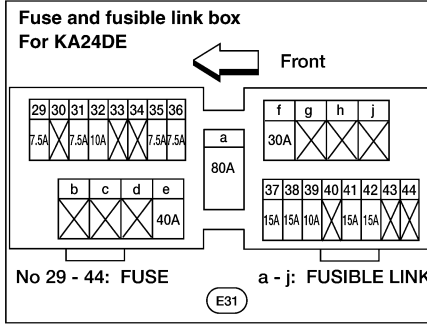 Fuse and fusible link box
For KA24DE
Front
29 30 31 32 33 34 35 36
7.5A 7.5A 10A 7.5A 7.5A
a
80A
f g h j
30A
b c d e
40A
37 38 39 40 41 42 43 44
15A 15A 10A 15A 15A
No 29 - 44: FUSE
a - j: FUSIBLE LINK
E31